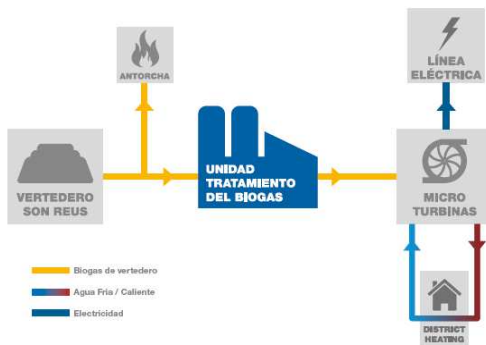 ANTORCHA
LÍNEA
ELÉCTRICA
VERTEDERO
SON REUS
UNIDAD
TRATAMIENTO
DEL BIOGAS
MICRO
TURBINAS
Biogas de vertedero
Agua Fria / Caliente
Electricidad
DISTRICT
HEATING